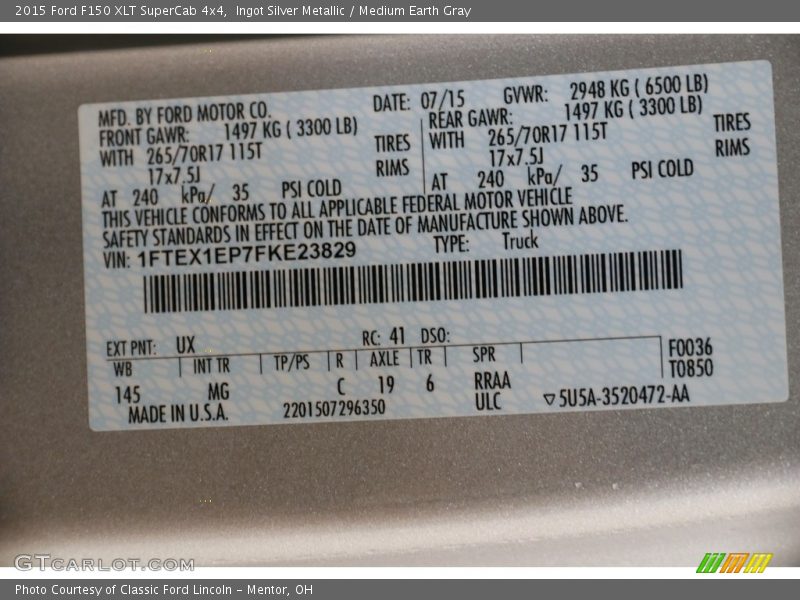 2015 Ford F150 XLT SuperCab 4x4,  Ingot Silver Metallic / Medium Earth Gray
MFD. BY FORD MOTOR CO.
DATE: 07/15
GVWR: 2948 KG ( 6500 LB)
FRONT GAWR: 1497 KG ( 3300 LB)
WITH 265/70R17 115T TIRES
17x7.5J RIMS
AT 240 kPa/ 35 PSI COLD
REAR GAWR: 1497 KG ( 3300 LB)
WITH 265/70R17 115T TIRES
17x7.5J RIMS
AT 240 kPa/ 35 PSI COLD
THIS VEHICLE CONFORMS TO ALL APPLICABLE FEDERAL MOTOR VEHICLE
SAFETY STANDARDS IN EFFECT ON THE DATE OF MANUFACTURE SHOWN ABOVE.
VIN: 1FTEX1EP7FKE23829 TYPE: Truck
EXT PNT: UX RC: 41 DSO:
WB INT TR TP/PS R AXLE TR SPR F0036
145 MG C 19 6 RRAA T0850
MADE IN U.S.A. 2201507296350 ULC ▽5U5A-3520472-AA
GTCARLOT.COM
Photo Courtesy of Classic Ford Lincoln – Mentor, OH